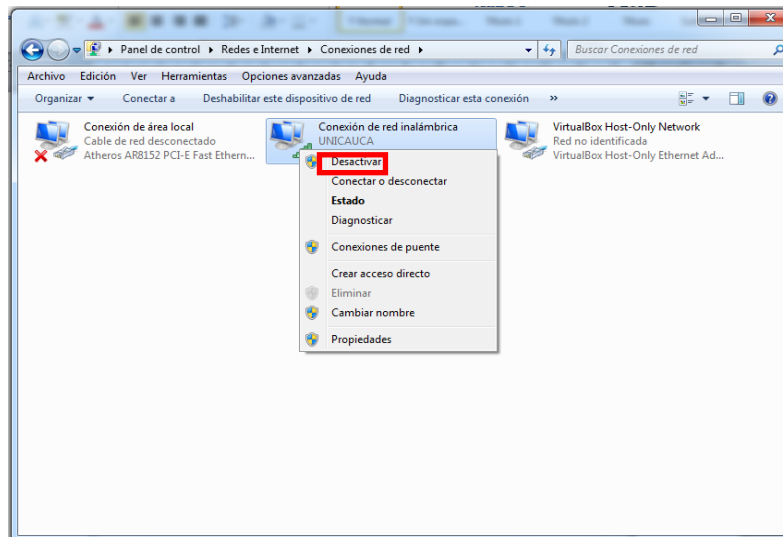 Panel de control ▸ Redes e Internet ▸ Conexiones de red ▸
Buscar Conexiones de red
Archivo Edición Ver Herramientas Opciones avanzadas Ayuda
Organizar Conectar a Deshabilitar este dispositivo de red Diagnosticar esta conexión »
Conexión de área local
Cable de red desconectado
Atheros AR8152 PCI-E Fast Ethern...
Conexión de red inalámbrica
UNICAUCA
VirtualBox Host-Only Network
Red no identificada
VirtualBox Host-Only Ethernet Ad...
Desactivar
Conectar o desconectar
Estado
Diagnosticar
Conexiones de puente
Crear acceso directo
Eliminar
Cambiar nombre
Propiedades